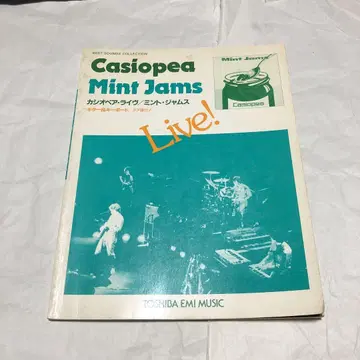 Casiopea
Mint Jams
カシオペア・ライヴ/ミント・ジャムス
Live!
Mint Jams
Casiopea
TOSHIBA EMI MUSIC